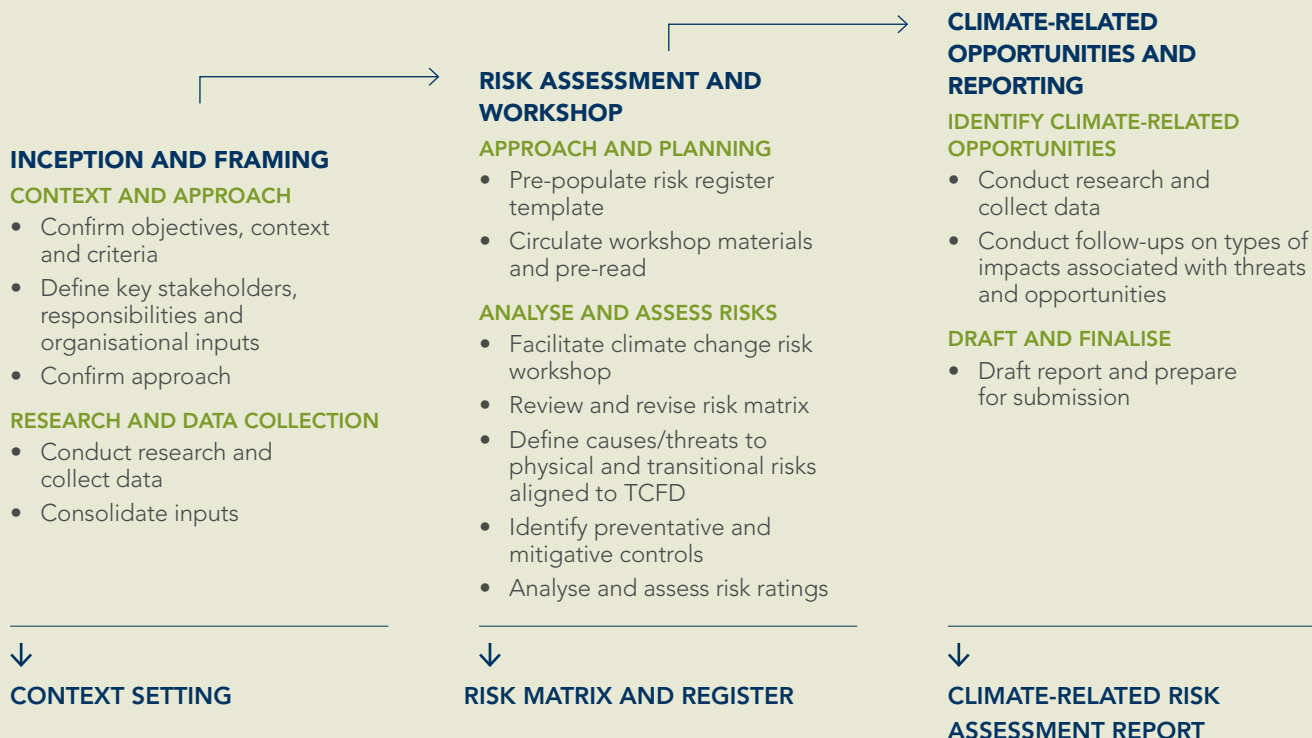 INCEPTION AND FRAMING
CONTEXT AND APPROACH
• Confirm objectives, context
and criteria
• Define key stakeholders,
responsibilities and
organisational inputs
• Confirm approach
RESEARCH AND DATA COLLECTION
• Conduct research and
collect data
• Consolidate inputs
CONTEXT SETTING
RISK ASSESSMENT AND
WORKSHOP
APPROACH AND PLANNING
• Pre-populate risk register
template
• Circulate workshop materials
and pre-read
ANALYSE AND ASSESS RISKS
• Facilitate climate change risk
workshop
• Review and revise risk matrix
• Define causes/threats to
physical and transitional risks
aligned to TCFD
• Identify preventative and
mitigative controls
• Analyse and assess risk ratings
RISK MATRIX AND REGISTER
CLIMATE-RELATED
OPPORTUNITIES AND
REPORTING
IDENTIFY CLIMATE-RELATED
OPPORTUNITIES
• Conduct research and
collect data
• Conduct follow-ups on types of
impacts associated with threats
and opportunities
DRAFT AND FINALISE
• Draft report and prepare
for submission
CLIMATE-RELATED RISK
ASSESSMENT REPORT